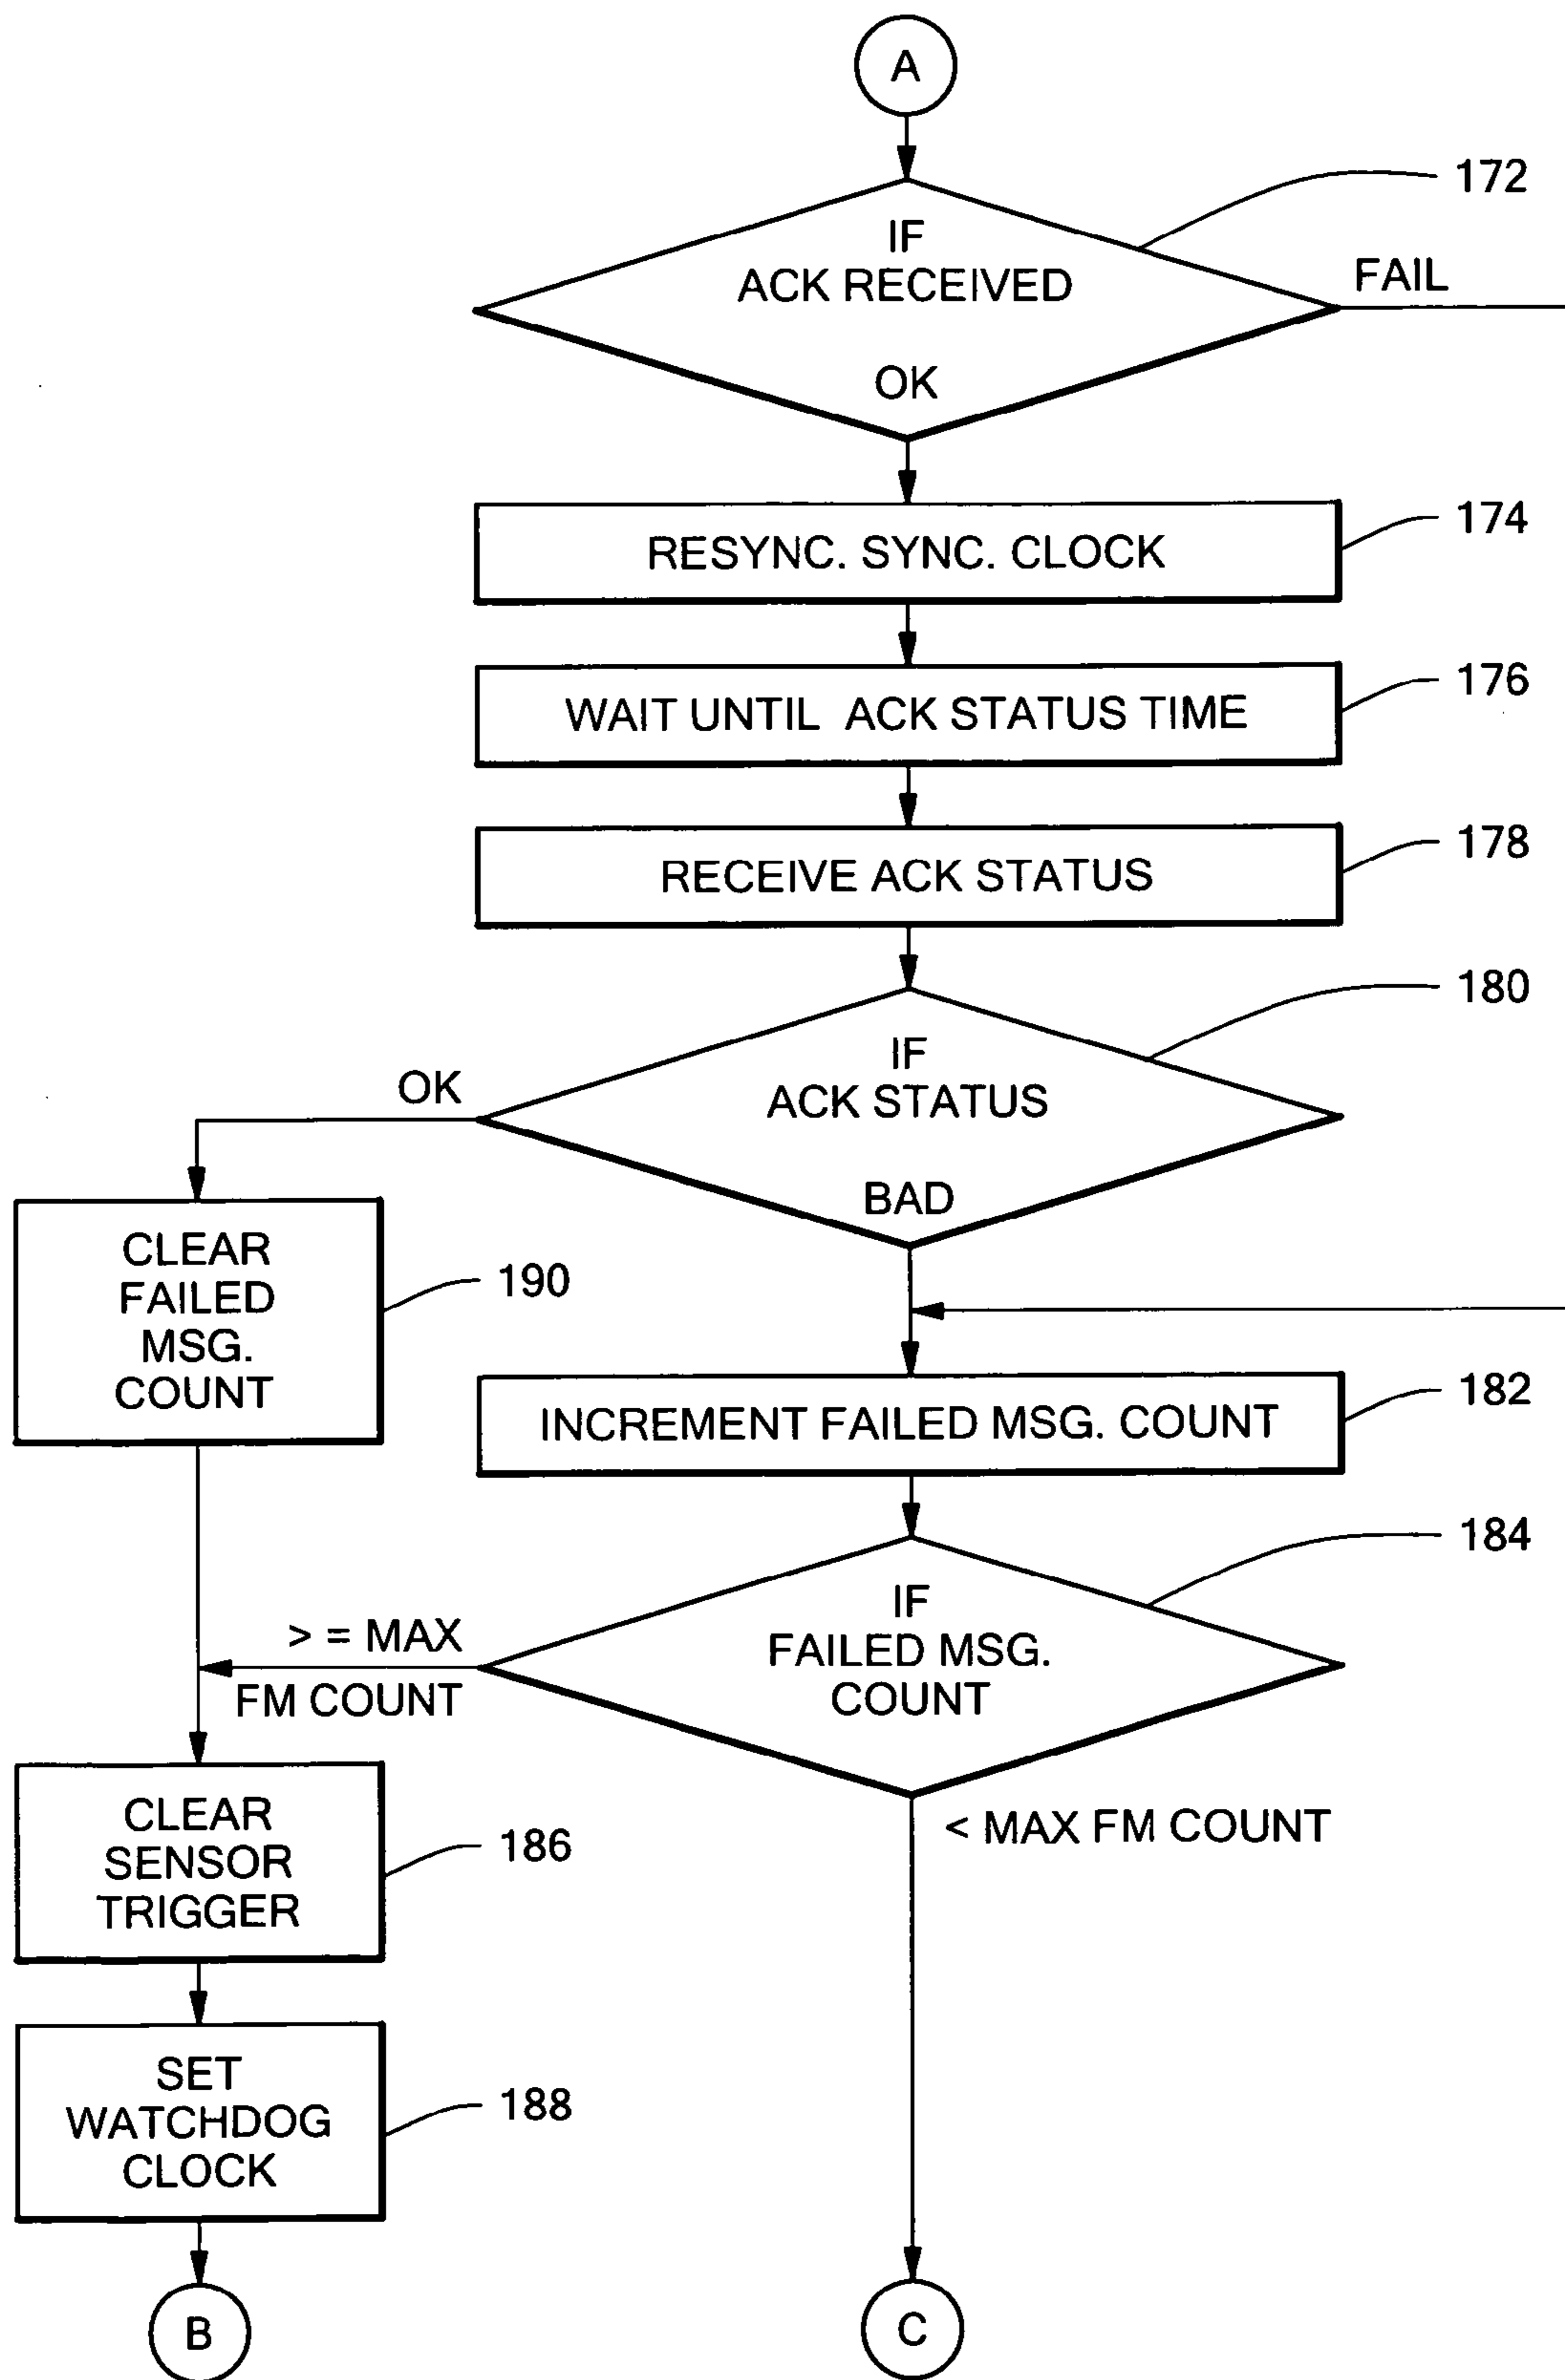 A
172
IF
ACK RECEIVED
FAIL
OK
174
RESYNC. SYNC. CLOCK
176
WAIT UNTIL ACK STATUS TIME
178
RECEIVE ACK STATUS
180
IF
ACK STATUS
OK
BAD
CLEAR
FAILED
MSG.
COUNT
190
182
INCREMENT FAILED MSG. COUNT
184
IF
FAILED MSG.
COUNT
> = MAX
FM COUNT
< MAX FM COUNT
CLEAR
SENSOR
TRIGGER
186
SET
WATCHDOG
CLOCK
188
B
C